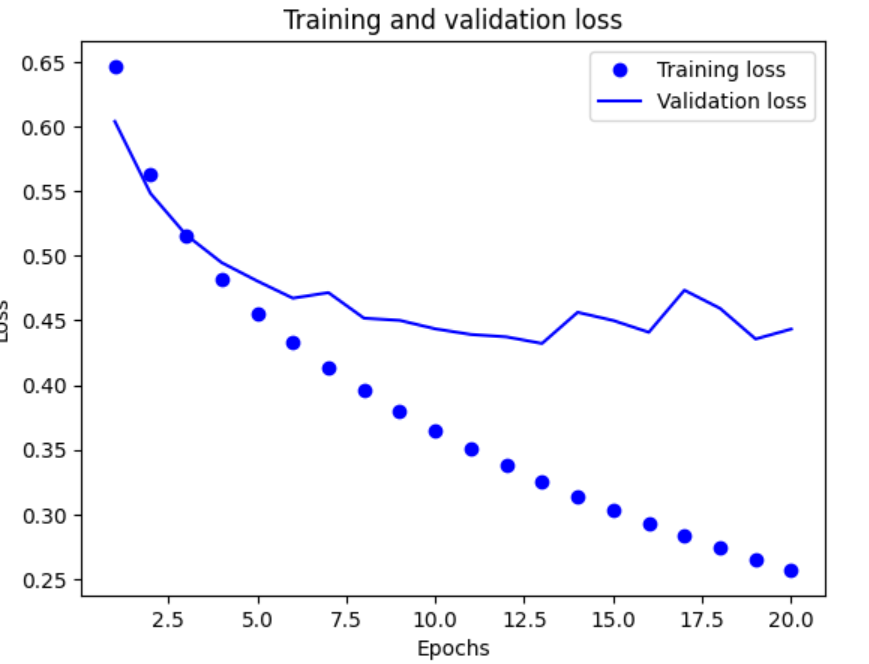 Training and validation loss
Training loss
Validation loss
0.65
0.60
0.55
0.50
0.45
0.40
0.35
0.30
0.25
Loss
2.5 5.0 7.5 10.0 12.5 15.0 17.5 20.0
Epochs